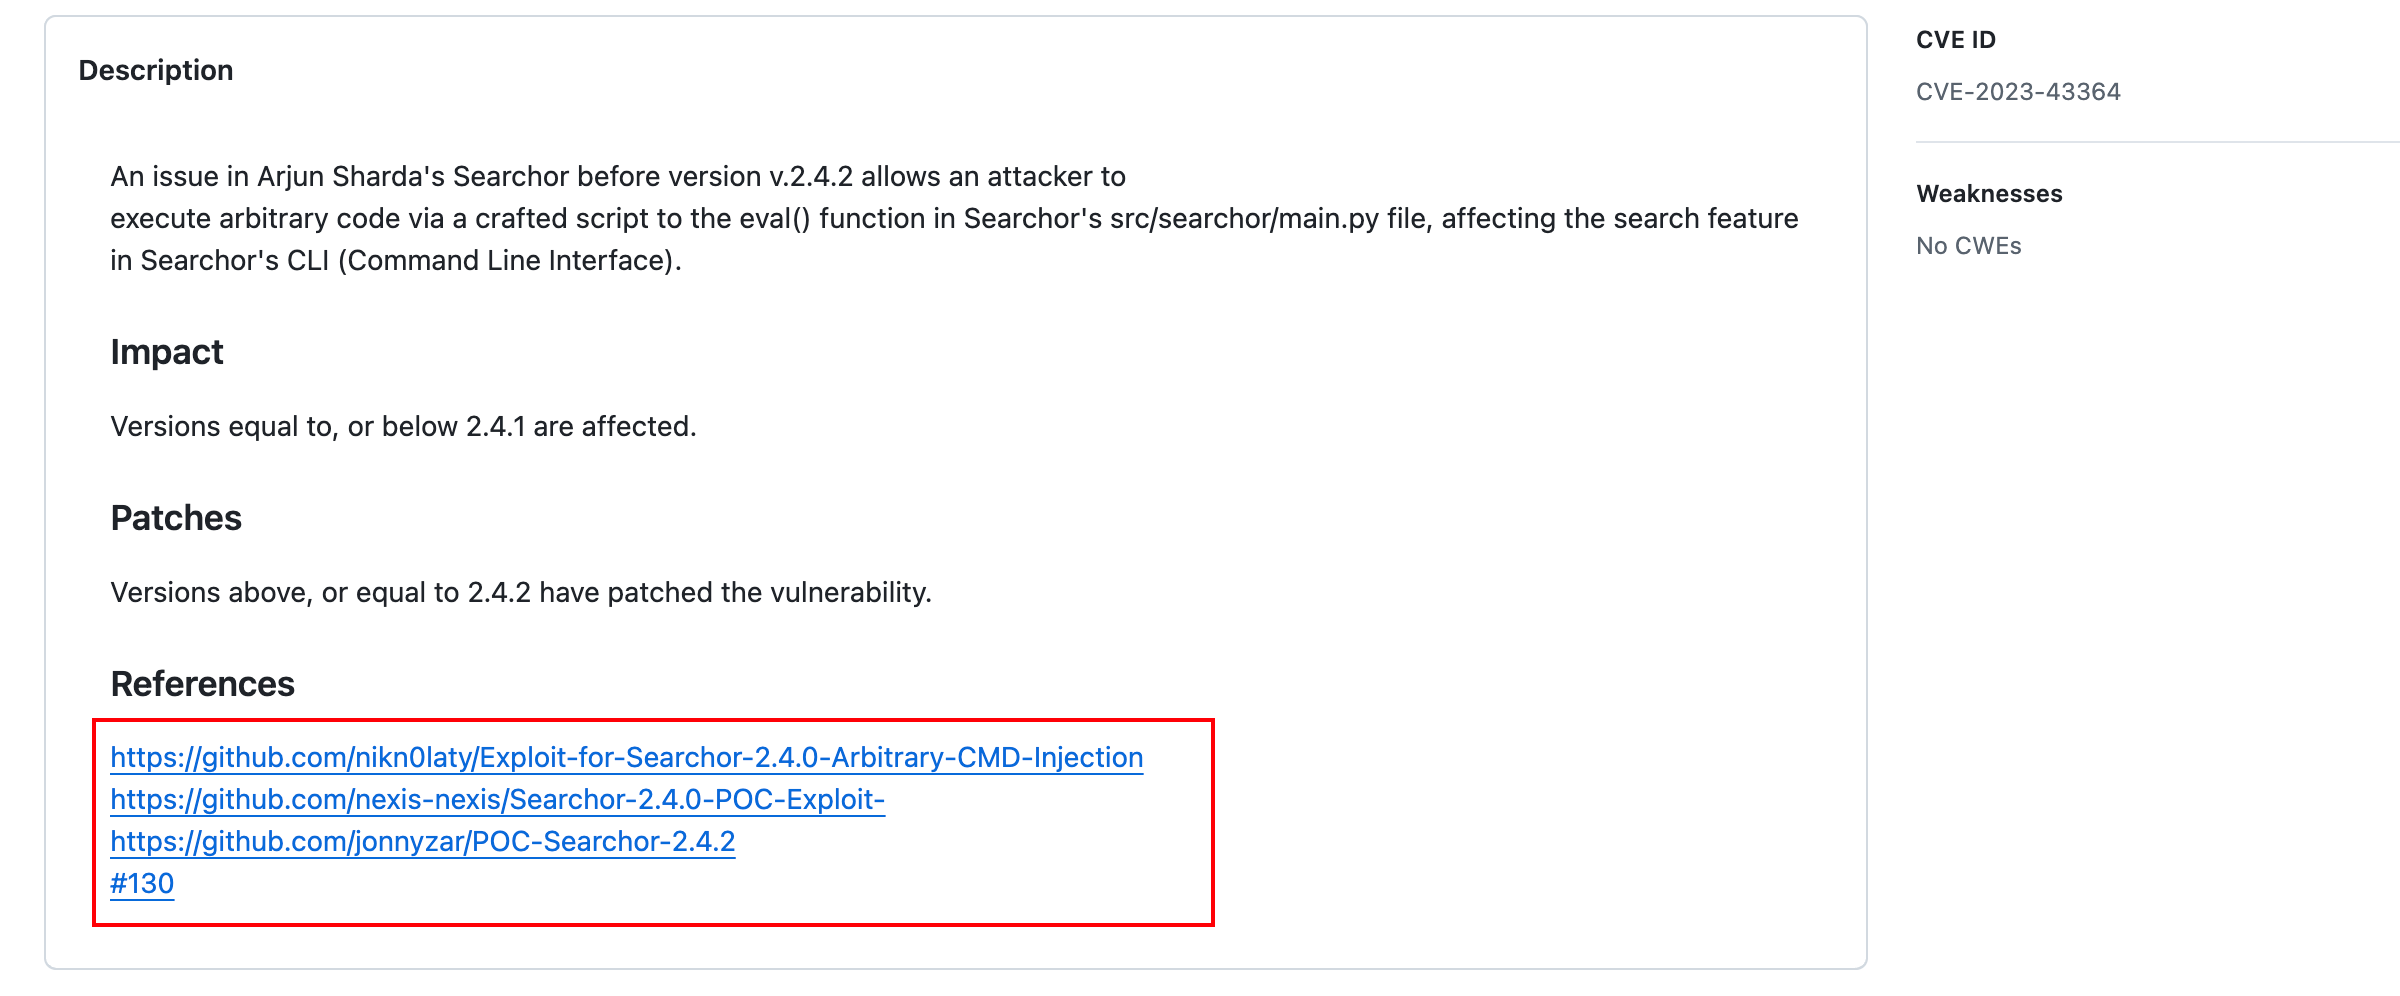 Description
An issue in Arjun Sharda's Searchor before version v.2.4.2 allows an attacker to
execute arbitrary code via a crafted script to the eval() function in Searchor's src/searchor/main.py file, affecting the search feature
in Searchor's CLI (Command Line Interface).
Impact
Versions equal to, or below 2.4.1 are affected.
Patches
Versions above, or equal to 2.4.2 have patched the vulnerability.
References
https://github.com/nikn0laty/Exploit-for-Searchor-2.4.0-Arbitrary-CMD-Injection
https://github.com/nexis-nexis/Searchor-2.4.0-POC-Exploit-
https://github.com/jonnyzar/POC-Searchor-2.4.2
#130
CVE ID
CVE-2023-43364
Weaknesses
No CWEs